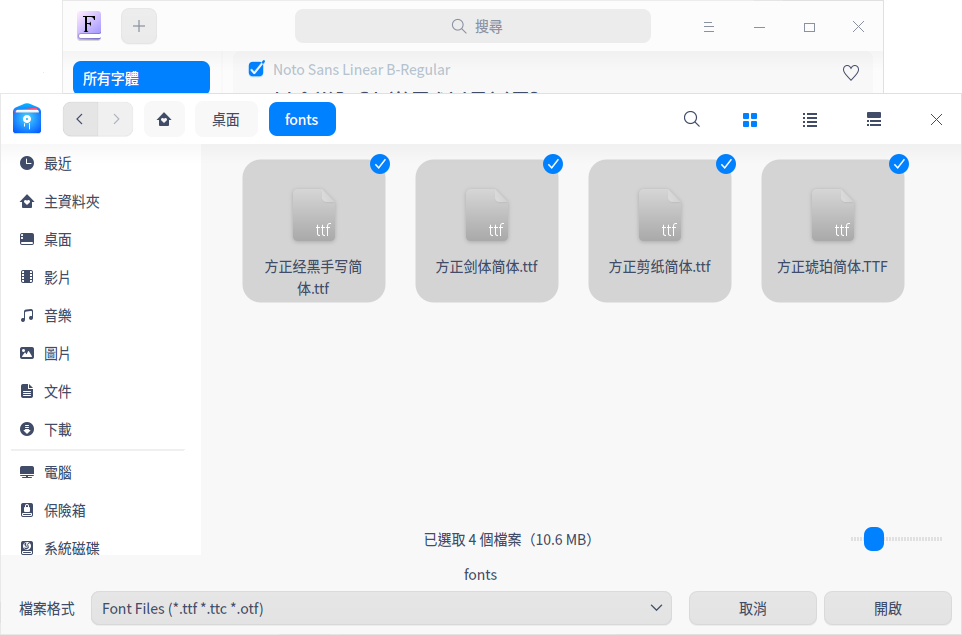 F
搜尋
所有字體
Noto Sans Linear B-Regular
桌面
fonts
最近
主資料夾
桌面
影片
音樂
圖片
文件
下載
電腦
保險箱
系統磁碟
ttf
方正经黑手写简
体.ttf
ttf
方正剑体简体.ttf
ttf
方正剪纸简体.ttf
ttf
方正琥珀简体.TTF
已選取 4 個檔案（10.6 MB）
fonts
檔案格式
Font Files (*.ttf *.ttc *.otf)
取消
開啟